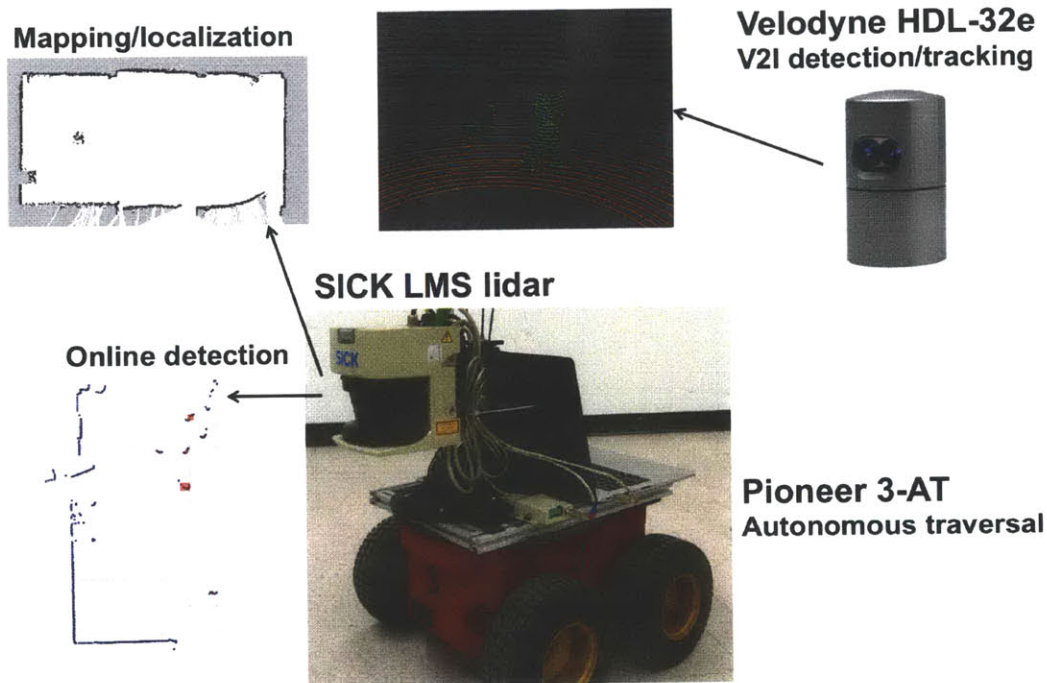 Mapping/localization
Velodyne HDL-32e
V2I detection/tracking
SICK LMS lidar
Online detection
SICK
Pioneer 3-AT
Autonomous traversal